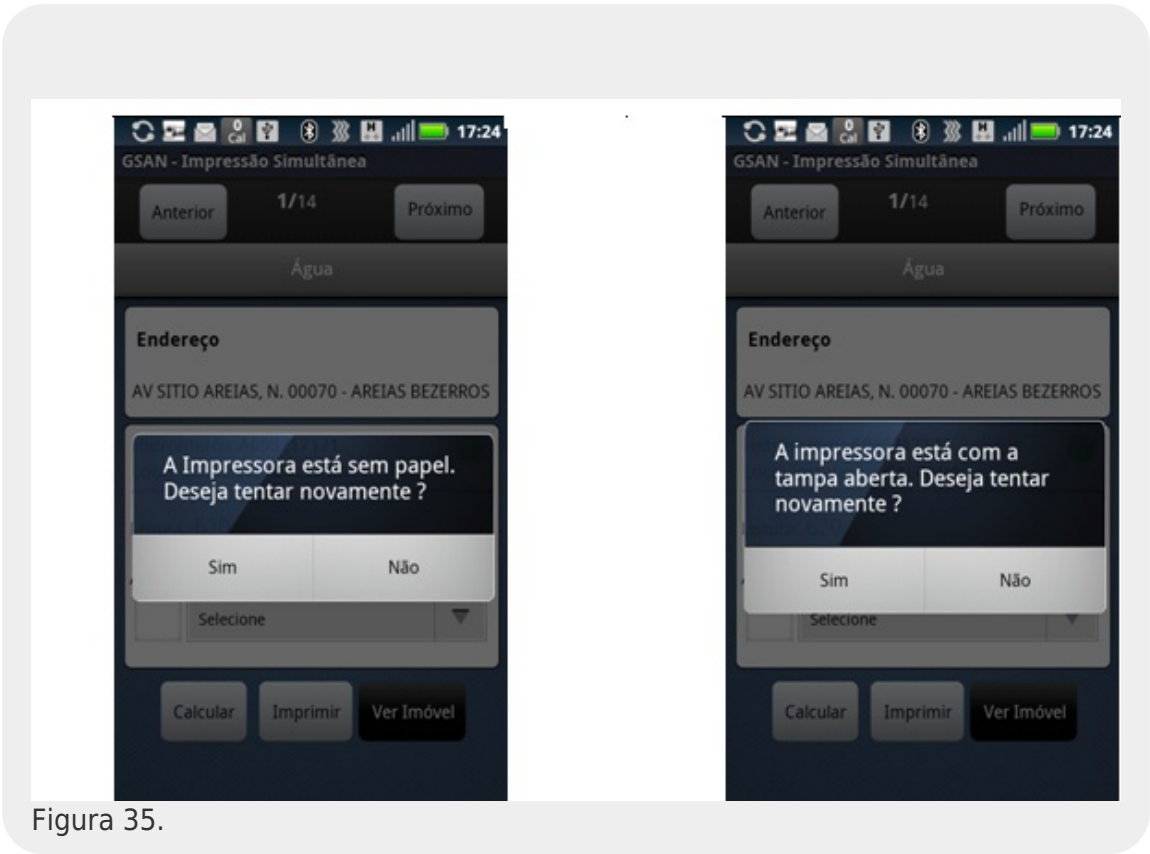 17:24
GSAN - Impressão Simultânea
Anterior 1/14 Próximo
Água
Endereço
AV SITIO AREIAS, N. 00070 - AREIAS BEZERROS
A Impressora está sem papel.
Deseja tentar novamente ?
Sim Não
Selecione
Calcular Imprimir Ver Imóvel
17:24
GSAN - Impressão Simultânea
Anterior 1/14 Próximo
Água
Endereço
AV SITIO AREIAS, N. 00070 - AREIAS BEZERROS
A impressora está com a
tampa aberta. Deseja tentar
novamente ?
Sim Não
Selecione
Calcular Imprimir Ver Imóvel
Figura 35.